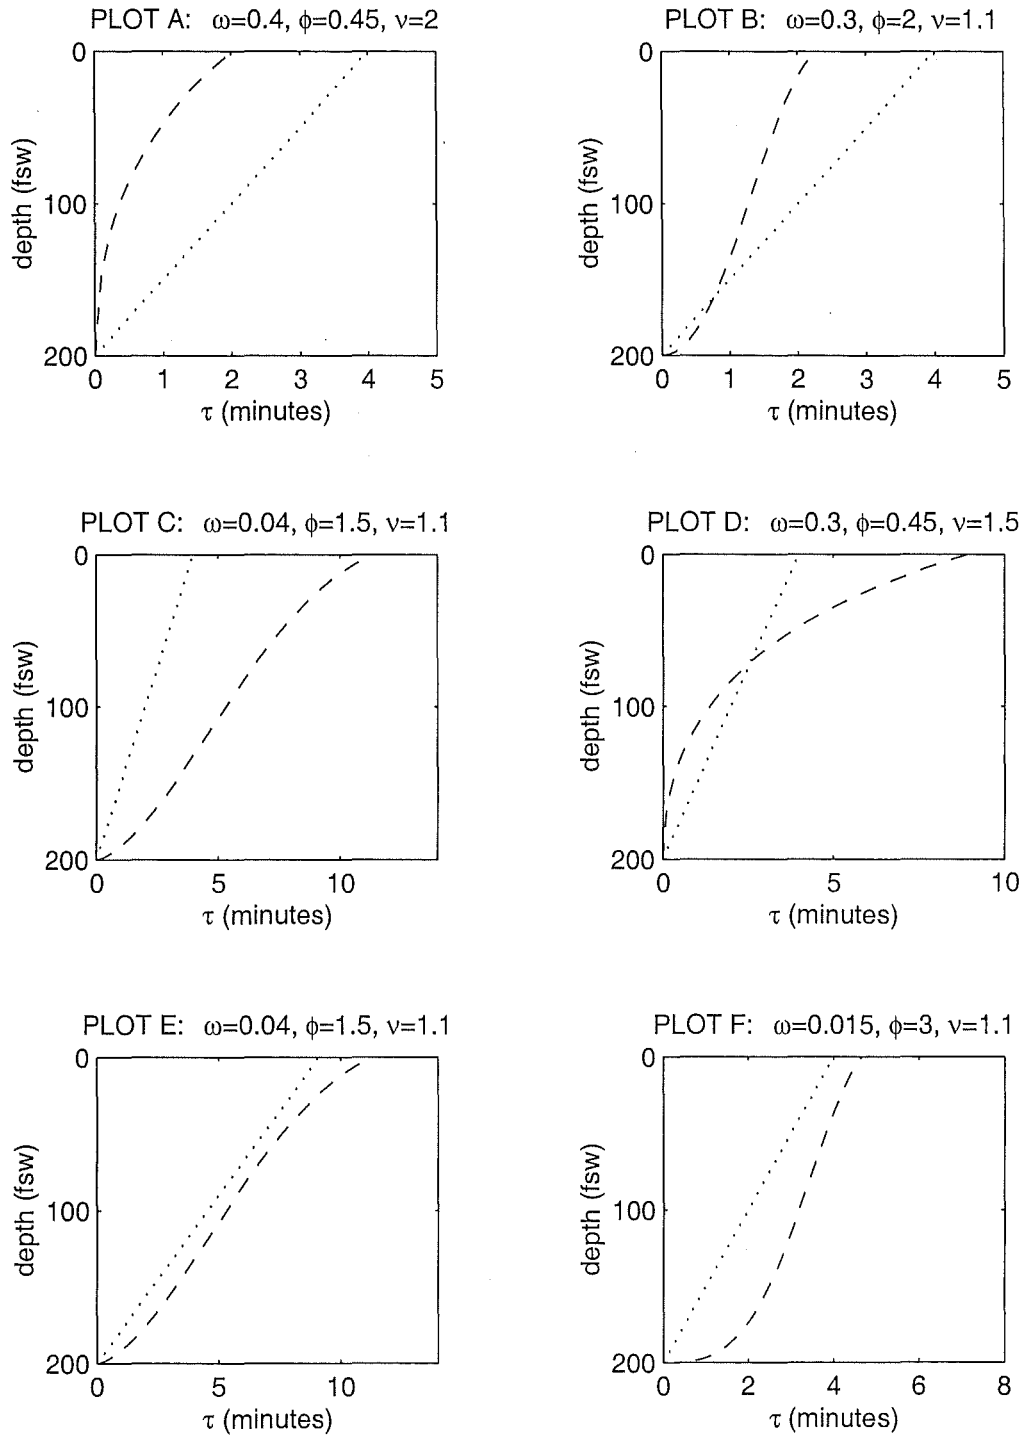 PLOT A: ω=0.4, ϕ=0.45, ν=2
0
100
200
depth (fsw)
0 1 2 3 4 5
τ (minutes)
PLOT B: ω=0.3, ϕ=2, ν=1.1
0
100
200
depth (fsw)
0 1 2 3 4 5
τ (minutes)
PLOT C: ω=0.04, ϕ=1.5, ν=1.1
0
100
200
depth (fsw)
0 5 10
τ (minutes)
PLOT D: ω=0.3, ϕ=0.45, ν=1.5
0
100
200
depth (fsw)
0 5 10
τ (minutes)
PLOT E: ω=0.04, ϕ=1.5, ν=1.1
0
100
200
depth (fsw)
0 5 10
τ (minutes)
PLOT F: ω=0.015, ϕ=3, ν=1.1
0
100
200
depth (fsw)
0 2 4 6 8
τ (minutes)